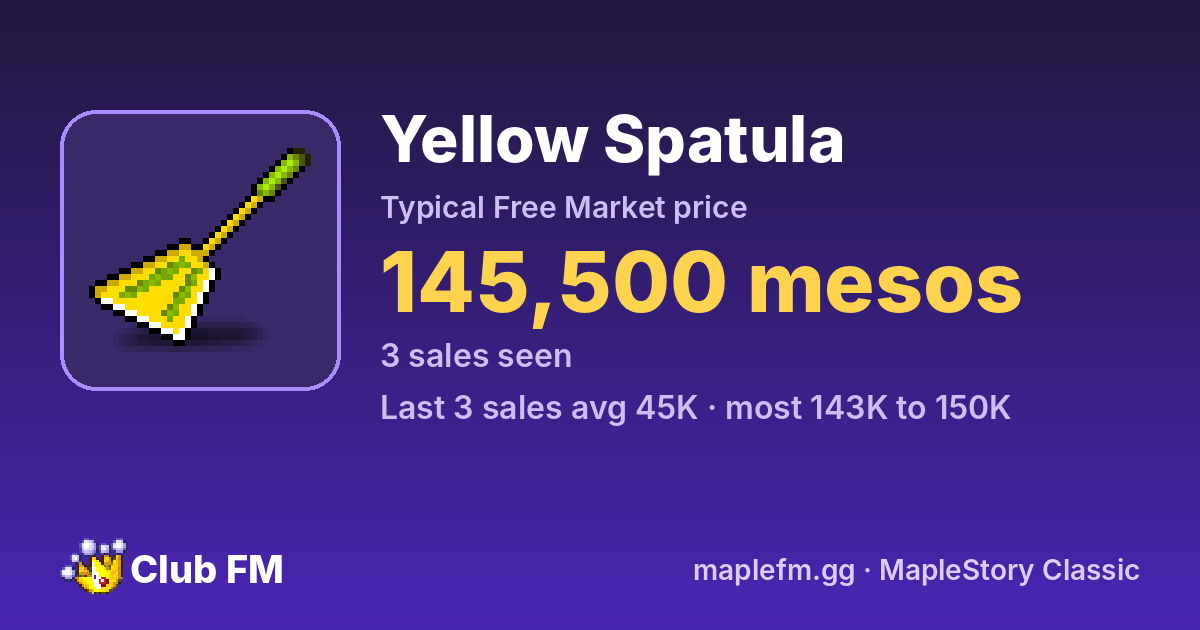 Yellow Spatula
Typical Free Market price
145,500 mesos
3 sales seen
Last 3 sales avg 45K · most 143K to 150K
Club FM
maplefm.gg · MapleStory Classic